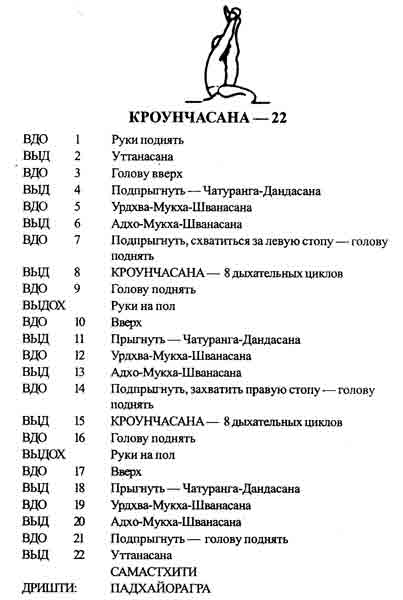 КРОУНЧАСАНА — 22
ВДО 1 Руки поднять
ВЫД 2 Уттанасана
ВДО 3 Голову вверх
ВЫД 4 Подпрыгнуть — Чатуранга-Дандасана
ВДО 5 Урдхва-Мукха-Шванасана
ВЫД 6 Адхо-Мукха-Шванасана
ВДО 7 Подпрыгнуть, схватиться за левую стопу — голову
поднять
ВЫД 8 КРОУНЧАСАНА — 8 дыхательных циклов
ВДО 9 Голову поднять
ВЫДОХ Руки на пол
ВДО 10 Вверх
ВЫД 11 Прыгнуть — Чатуранга-Дандасана
ВДО 12 Урдхва-Мукха-Шванасана
ВЫД 13 Адхо-Мукха-Шванасана
ВДО 14 Подпрыгнуть, захватить правую стопу — голову
поднять
ВЫД 15 КРОУНЧАСАНА — 8 дыхательных циклов
ВДО 16 Голову поднять
ВЫДОХ Руки на пол
ВДО 17 Вверх
ВЫД 18 Прыгнуть — Чатуранга-Дандасана
ВДО 19 Урдхва-Мукха-Шванасана
ВЫД 20 Адхо-Мукха-Шванасана
ВДО 21 Подпрыгнуть — голову поднять
ВЫД 22 Уттанасана
САМАСТХИТИ
ДРИШТИ: ПАДХАЙОРАГРА